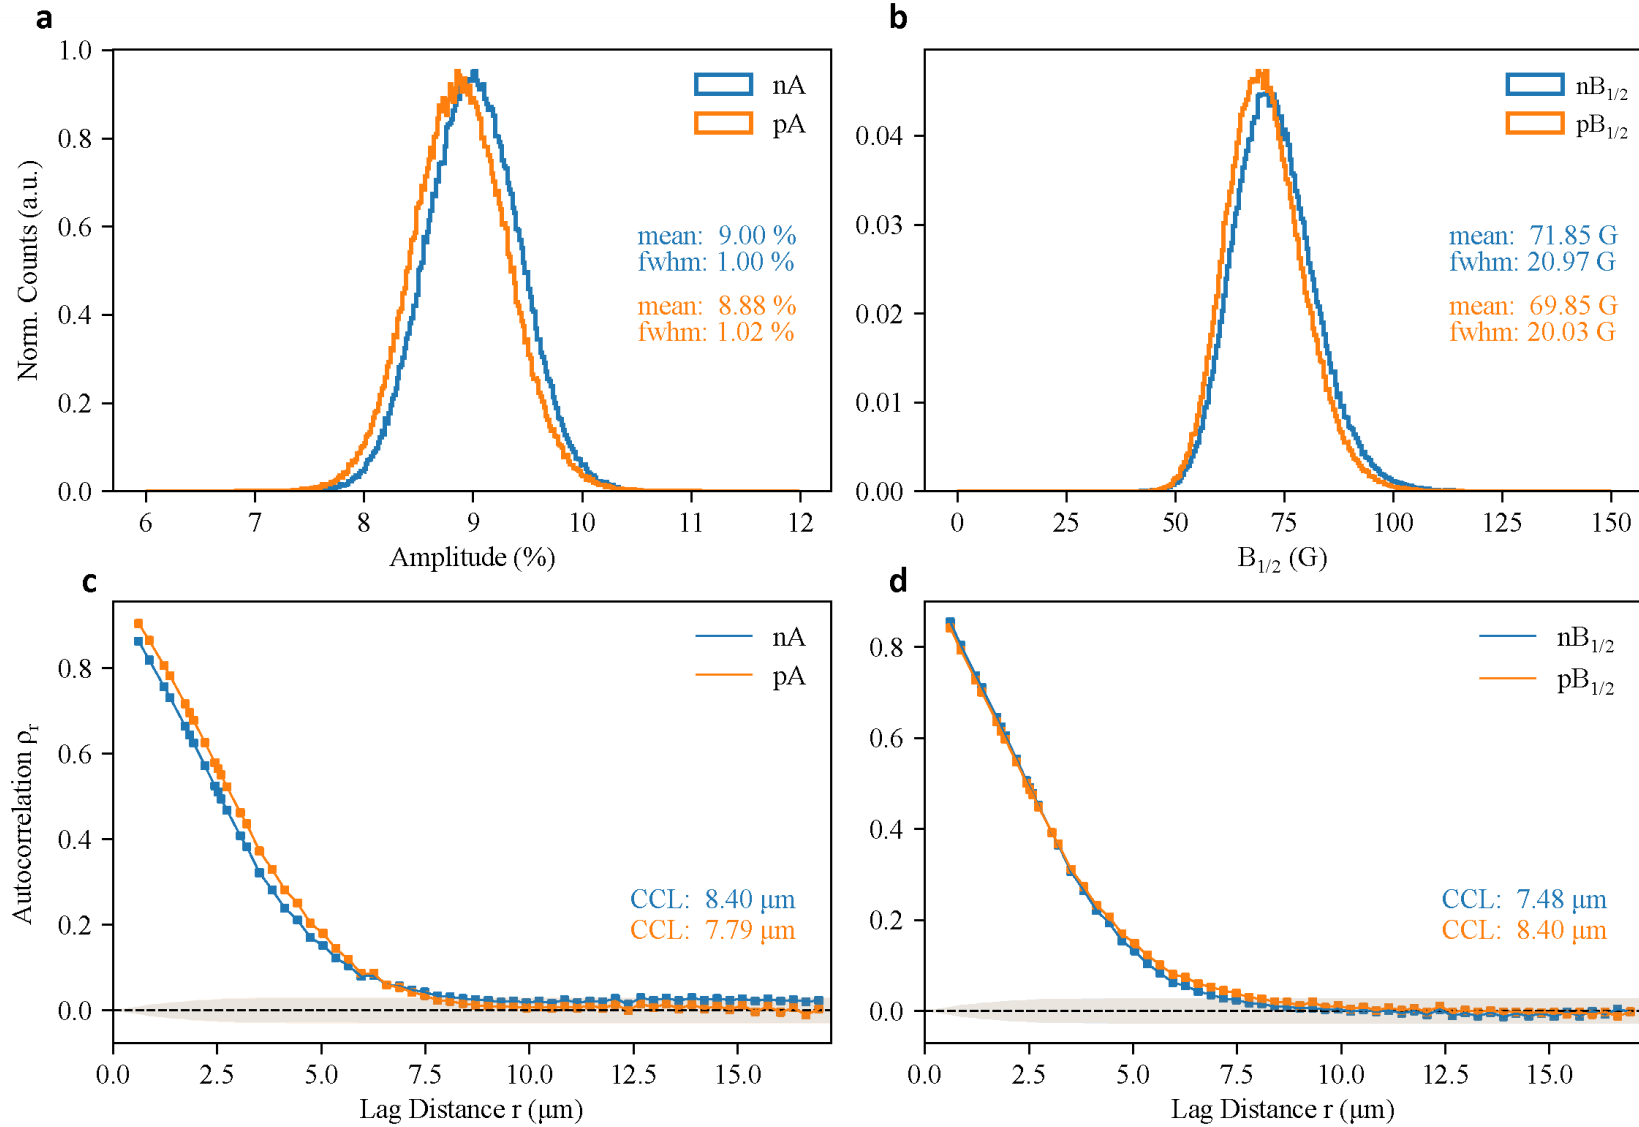 a
1.0
0.8
0.6
0.4
0.2
0.0
Norm. Counts (a.u.)
nA
pA
mean: 9.00 %
fwhm: 1.00 %
mean: 8.88 %
fwhm: 1.02 %
6 7 8 9 10 11 12
Amplitude (%)
b
0.04
0.03
0.02
0.01
0.00
nB1/2
pB1/2
mean: 71.85 G
fwhm: 20.97 G
mean: 69.85 G
fwhm: 20.03 G
0 25 50 75 100 125 150
B1/2 (G)
c
0.8
0.6
0.4
0.2
0.0
Autocorrelation ρr
nA
pA
CCL: 8.40 μm
CCL: 7.79 μm
0.0 2.5 5.0 7.5 10.0 12.5 15.0
Lag Distance r (μm)
d
0.8
0.6
0.4
0.2
0.0
nB1/2
pB1/2
CCL: 7.48 μm
CCL: 8.40 μm
0.0 2.5 5.0 7.5 10.0 12.5 15.0
Lag Distance r (μm)